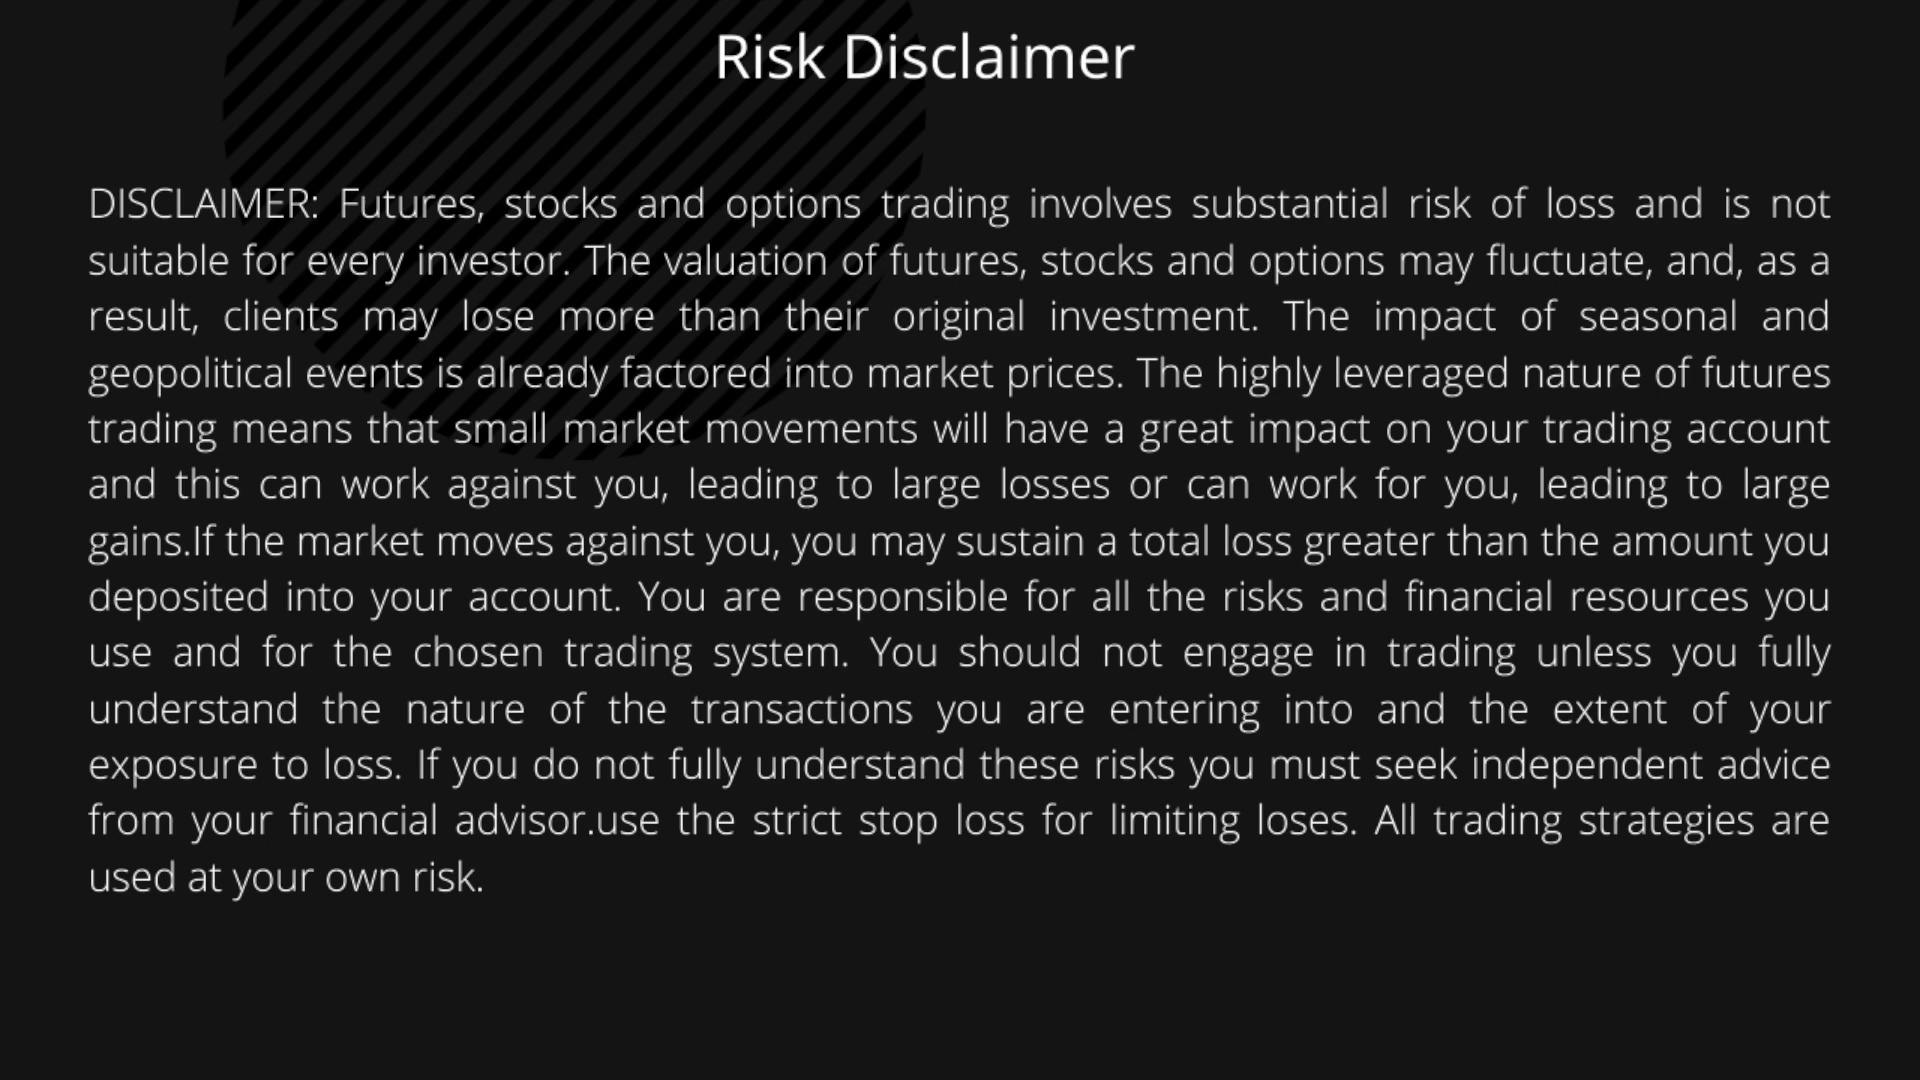 Risk Disclaimer
DISCLAIMER: Futures, stocks and options trading involves substantial risk of loss and is not
suitable for every investor. The valuation of futures, stocks and options may fluctuate, and, as a
result, clients may lose more than their original investment. The impact of seasonal and
geopolitical events is already factored into market prices. The highly leveraged nature of futures
trading means that small market movements will have a great impact on your trading account
and this can work against you, leading to large losses or can work for you, leading to large
gains.If the market moves against you, you may sustain a total loss greater than the amount you
deposited into your account. You are responsible for all the risks and financial resources you
use and for the chosen trading system. You should not engage in trading unless you fully
understand the nature of the transactions you are entering into and the extent of your
exposure to loss. If you do not fully understand these risks you must seek independent advice
from your financial advisor.use the strict stop loss for limiting loses. All trading strategies are
used at your own risk.